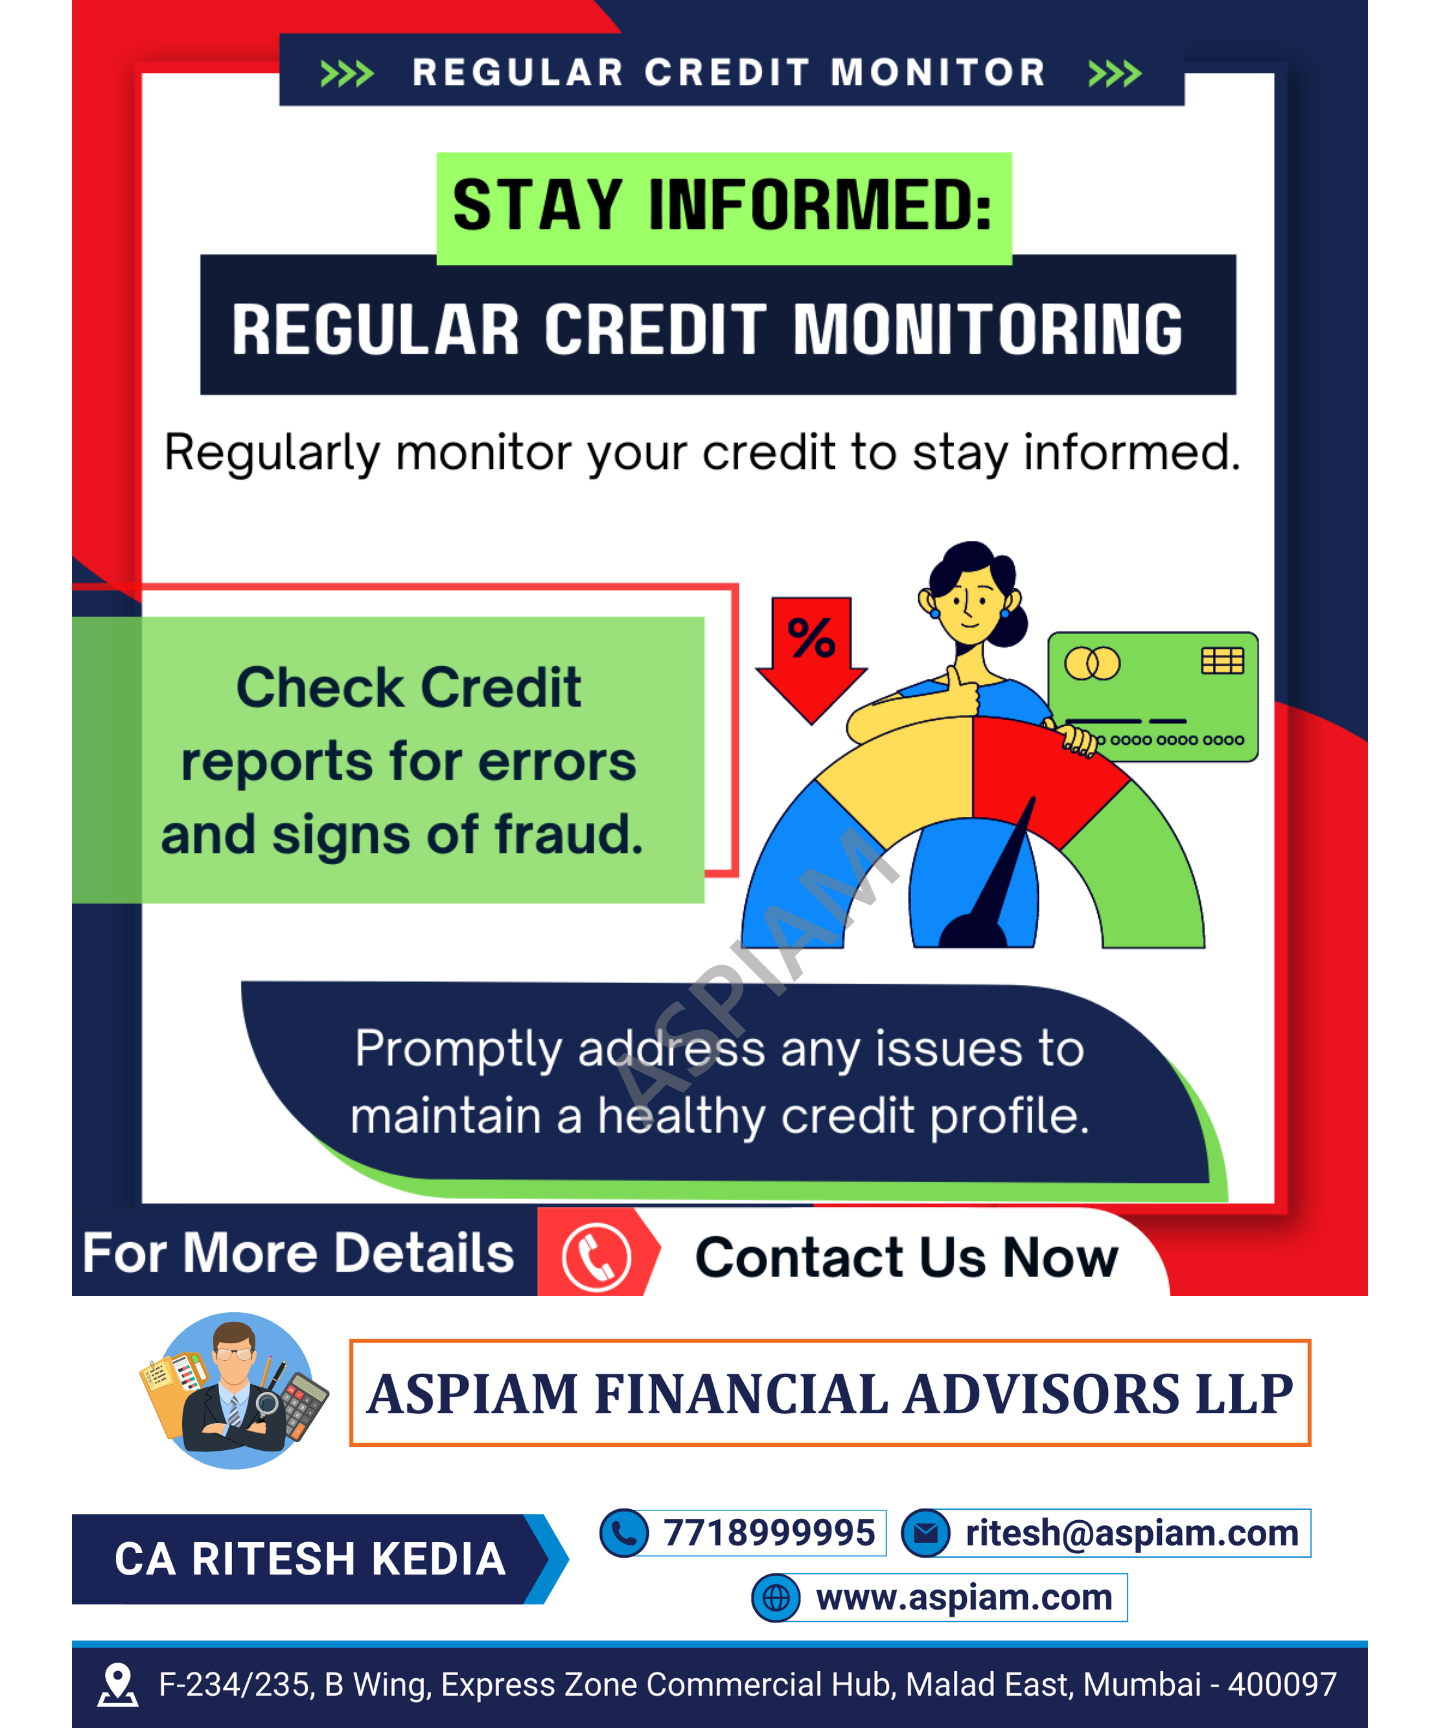 >>> REGULAR CREDIT MONITOR >>>
STAY INFORMED:
REGULAR CREDIT MONITORING
Regularly monitor your credit to stay informed.
Check Credit
reports for errors
and signs of fraud.
%
0 0000 0000 0000
ASPIAM
Promptly address any issues to
maintain a healthy credit profile.
For More Details
Contact Us Now
ASPIAM FINANCIAL ADVISORS LLP
CA RITESH KEDIA
7718999995
ritesh@aspiam.com
www.aspiam.com
F-234/235, B Wing, Express Zone Commercial Hub, Malad East, Mumbai - 400097